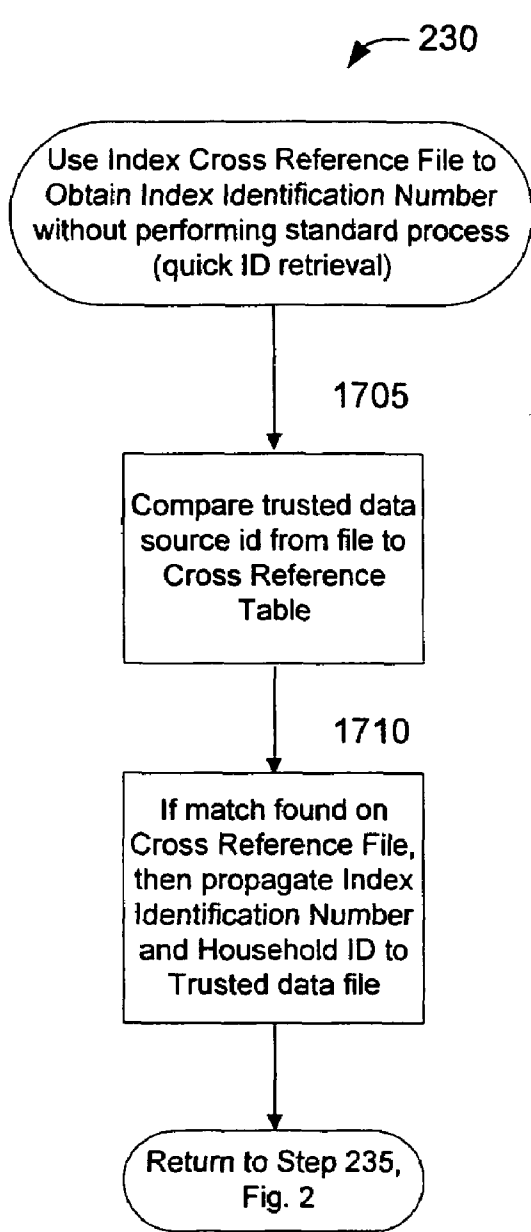 230
Use Index Cross Reference File to
Obtain Index Identification Number
without performing standard process
(quick ID retrieval)
1705
Compare trusted data
source id from file to
Cross Reference
Table
1710
If match found on
Cross Reference File,
then propagate Index
Identification Number
and Household ID to
Trusted data file
Return to Step 235,
Fig. 2